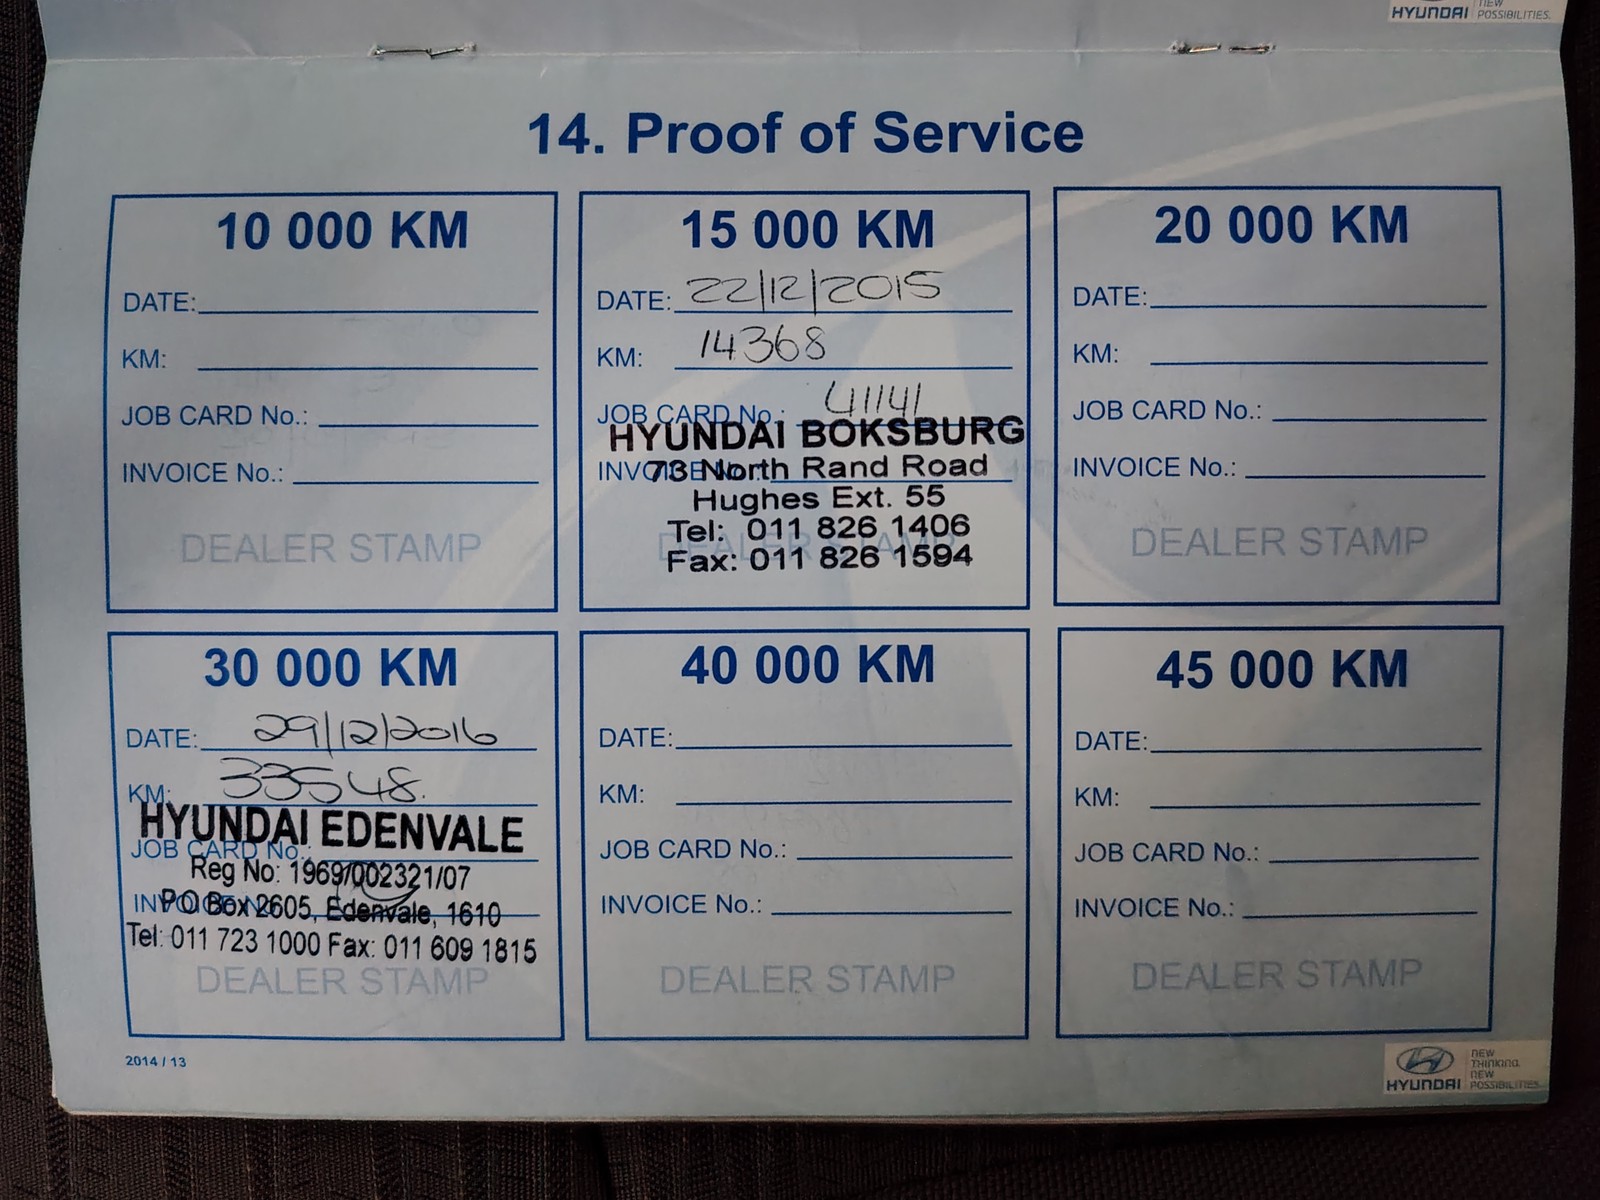 HYUNDAI
NEW
POSSIBILITIES.
14. Proof of Service
10 000 KM
DATE:
KM:
JOB CARD No.:
INVOICE No.:
DEALER STAMP
15 000 KM
DATE: 22/12/2015
KM: 14368
JOB CARD No.: 41141
HYUNDAI BOKSBURG
INVOICE No.:
73 North Rand Road
Hughes Ext. 55
Tel: 011 826 1406
DEALER STAMP
Fax: 011 826 1594
20 000 KM
DATE:
KM:
JOB CARD No.:
INVOICE No.:
DEALER STAMP
30 000 KM
DATE: 29/12/2016
KM: 33548.
HYUNDAI EDENVALE
JOB CARD No.:
Reg No: 1969/002321/07
INVOICE No.:
PO Box 2605, Edenvale, 1610
Tel: 011 723 1000 Fax: 011 609 1815
DEALER STAMP
40 000 KM
DATE:
KM:
JOB CARD No.:
INVOICE No.:
DEALER STAMP
45 000 KM
DATE:
KM:
JOB CARD No.:
INVOICE No.:
DEALER STAMP
2014 / 13
HYUNDAI
NEW
THINKING.
NEW
POSSIBILITIES.